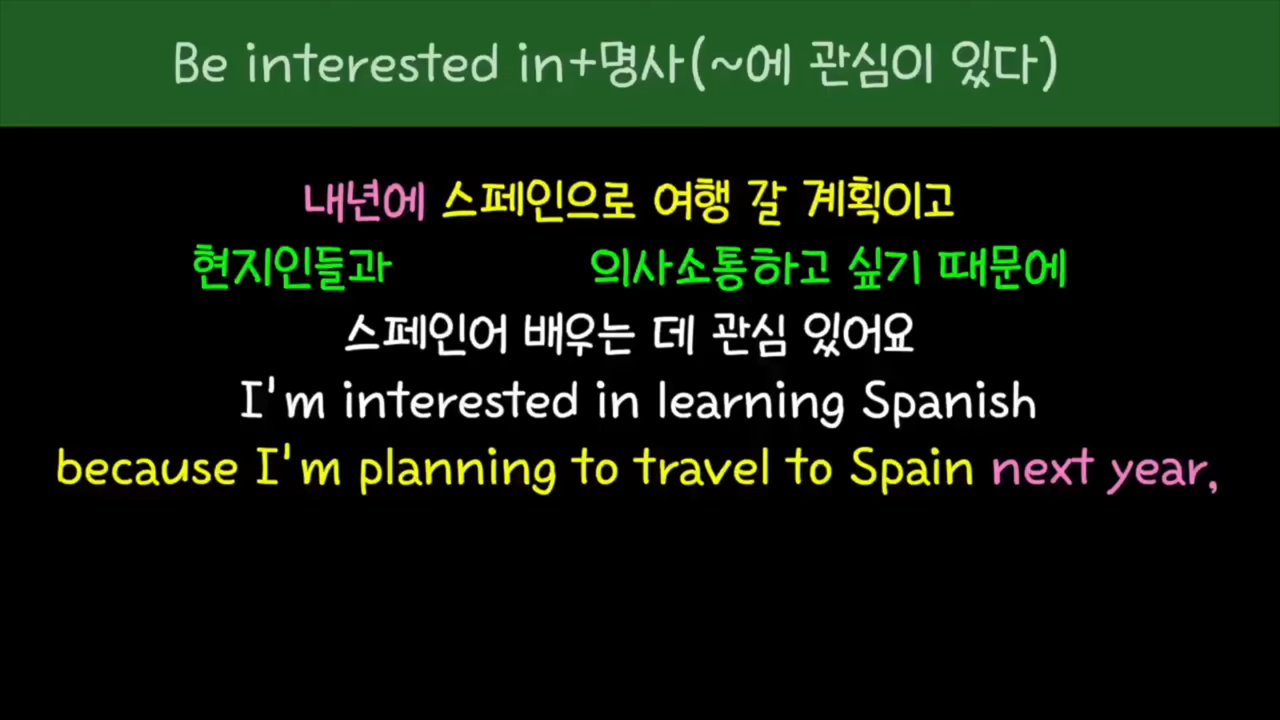 Be interested in+명사(~에 관심이 있다)
내년에 스페인으로 여행 갈 계획이고
현지인들과 의사소통하고 싶기 때문에
스페인어 배우는 데 관심 있어요
I'm interested in learning Spanish
because I'm planning to travel to Spain next year,